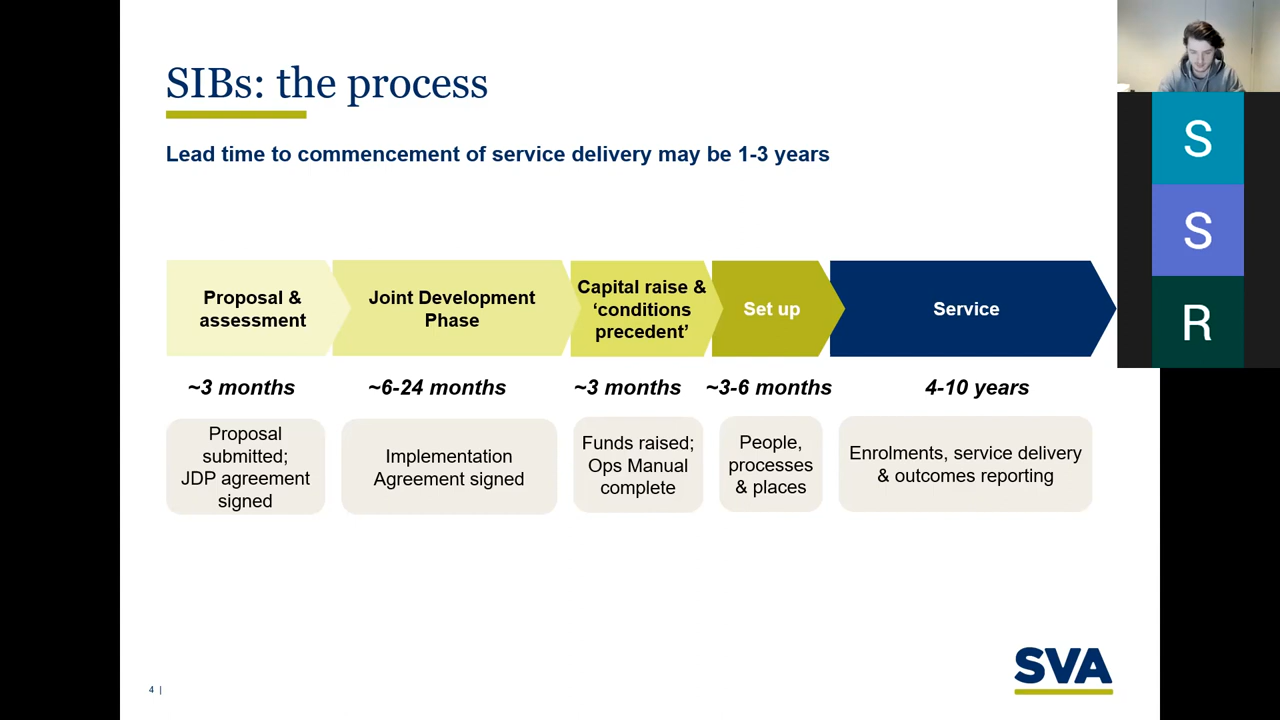 SIBs: the process
Lead time to commencement of service delivery may be 1-3 years
Proposal &
assessment
Joint Development
Phase
Capital raise &
‘conditions
precedent’
Set up
Service
~3 months
~6-24 months
~3 months
~3-6 months
4-10 years
Proposal
submitted;
JDP agreement
signed
Implementation
Agreement signed
Funds raised;
Ops Manual
complete
People,
processes
& places
Enrolments, service delivery
& outcomes reporting
S
S
R
SVA
4 |